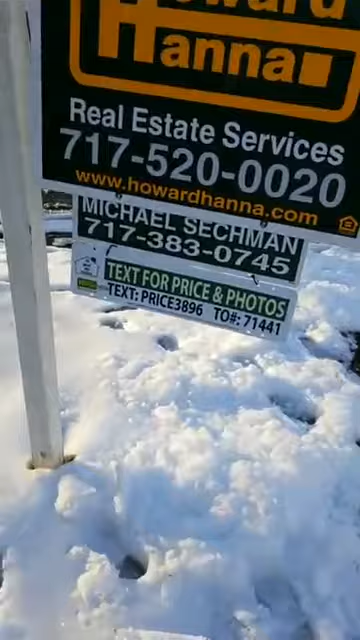 Howard
Hanna
Real Estate Services
717-520-0020
www.howardhanna.com
MICHAEL SECHMAN
717-383-0745
TEXT FOR PRICE & PHOTOS
TEXT: PRICE3896 TO#: 71441